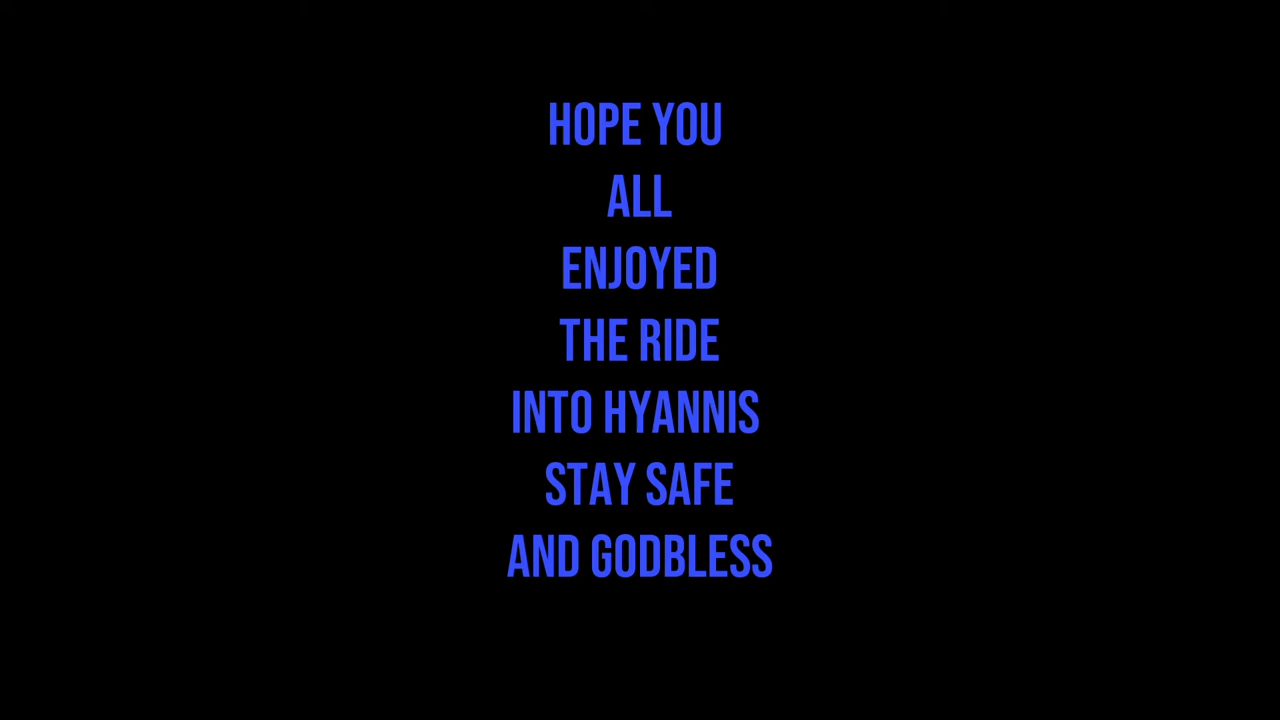 HOPE YOU
ALL
ENJOYED
THE RIDE
INTO HYANNIS
STAY SAFE
AND GODBLESS